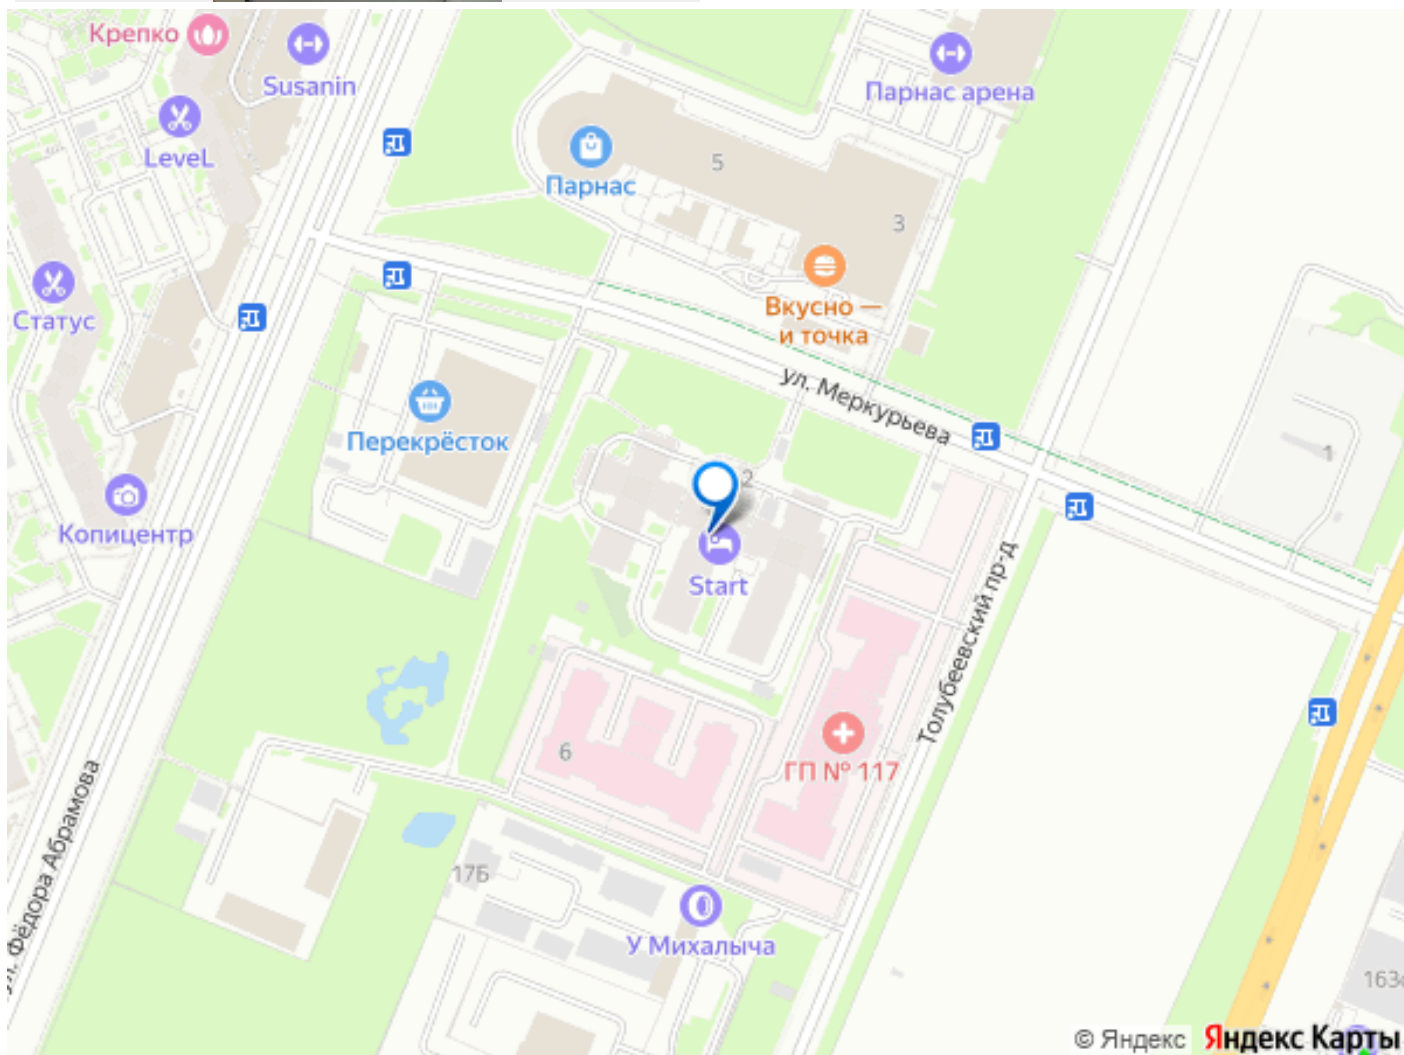 Крепко
Susanin
Парнас арена
LeveL
5
Парнас
3
Статус
Вкусно —
и точка
ул. Меркурьева
Перекрёсток
1
2
Копицентр
Start
Толубеевский пр-д
6
ГП № 117
ул. Фёдора Абрамова
17Б
У Михалыча
© Яндекс Яндекс Карты